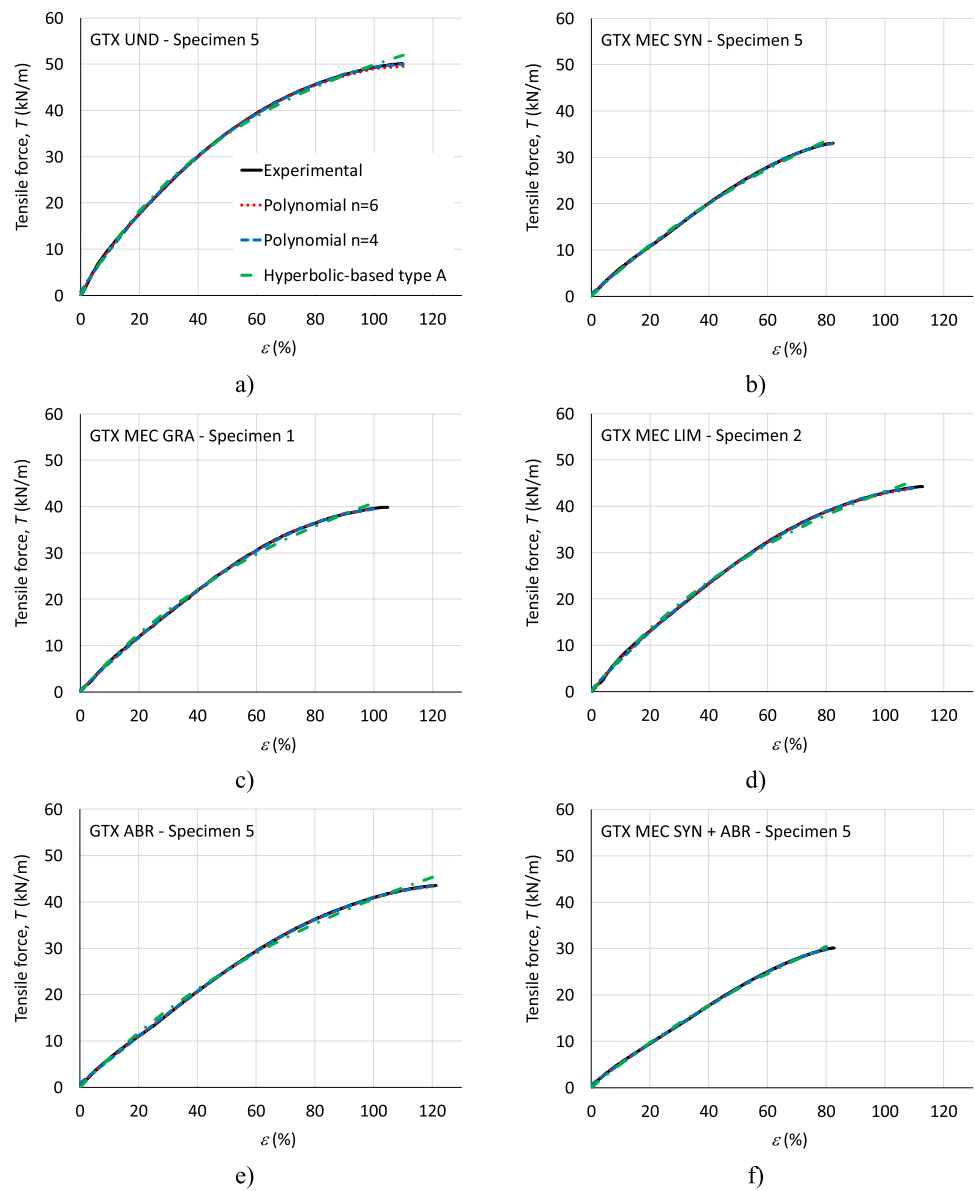 GTX UND - Specimen 5
Tensile force, T (kN/m)
60
50
40
30
20
10
0
Experimental
Polynomial n=6
Polynomial n=4
Hyperbolic-based type A
0 20 40 60 80 100 120
ε (%)
a)
GTX MEC SYN - Specimen 5
Tensile force, T (kN/m)
60
50
40
30
20
10
0
0 20 40 60 80 100 120
ε (%)
b)
GTX MEC GRA - Specimen 1
Tensile force, T (kN/m)
60
50
40
30
20
10
0
0 20 40 60 80 100 120
ε (%)
c)
GTX MEC LIM - Specimen 2
Tensile force, T (kN/m)
60
50
40
30
20
10
0
0 20 40 60 80 100 120
ε (%)
d)
GTX ABR - Specimen 5
Tensile force, T (kN/m)
60
50
40
30
20
10
0
0 20 40 60 80 100 120
ε (%)
e)
GTX MEC SYN + ABR - Specimen 5
Tensile force, T (kN/m)
60
50
40
30
20
10
0
0 20 40 60 80 100 120
ε (%)
f)